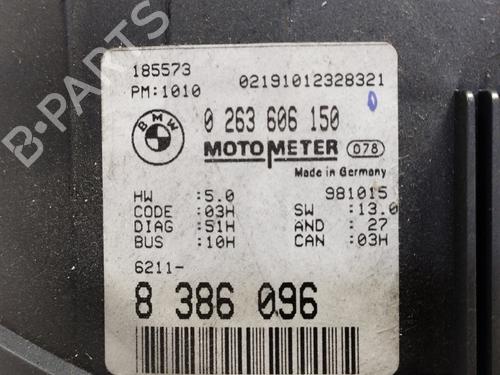 B-PARTS
185573
02191012328321
PM:1010
BMW
0 263 606 150
MOTOMETER 078
Made in Germany
981015
HW :5.0
SW :13.0
CODE :03H
AND : 27
DIAG :51H
CAN :03H
BUS :10H
6211-
8 386 096